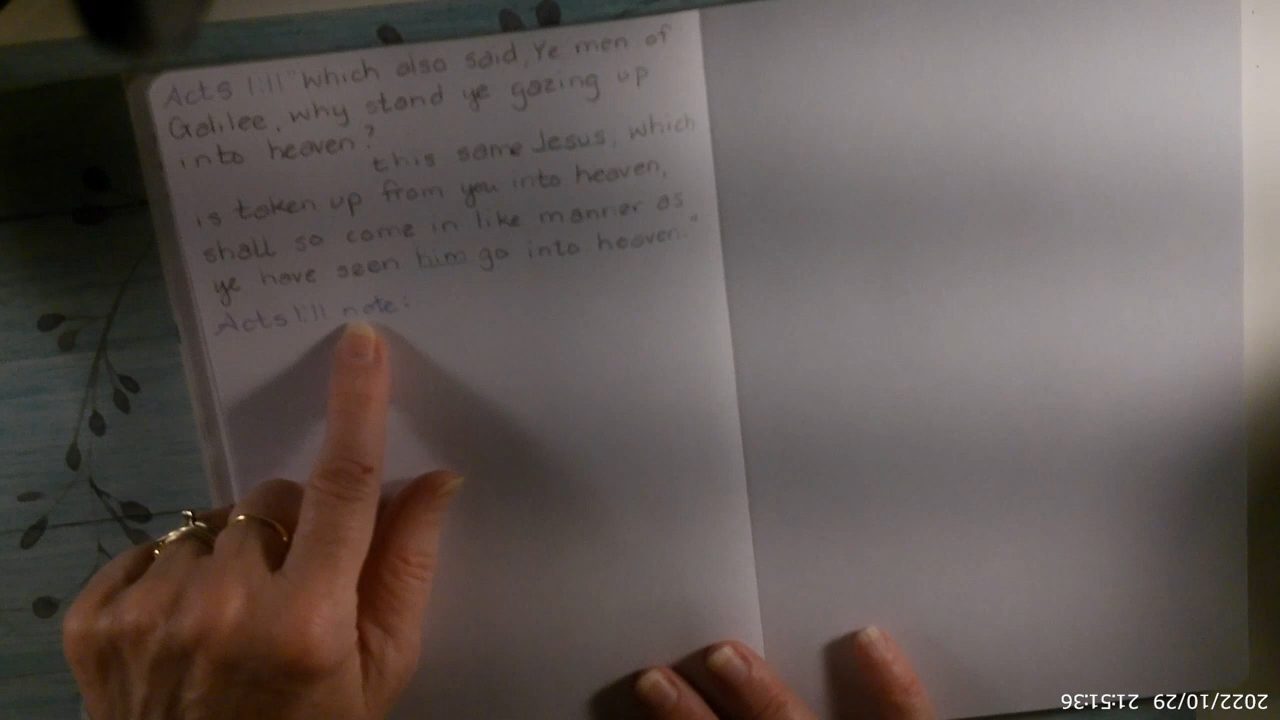 Acts 1:11 "which also said, Ye men of
Galilee, why stand ye gazing up
into heaven?
this same Jesus, which
is taken up from you into heaven,
shall so come in like manner as
ye have seen him go into heaven."
Acts 1:11 note:
2022/10/29 21:51:36